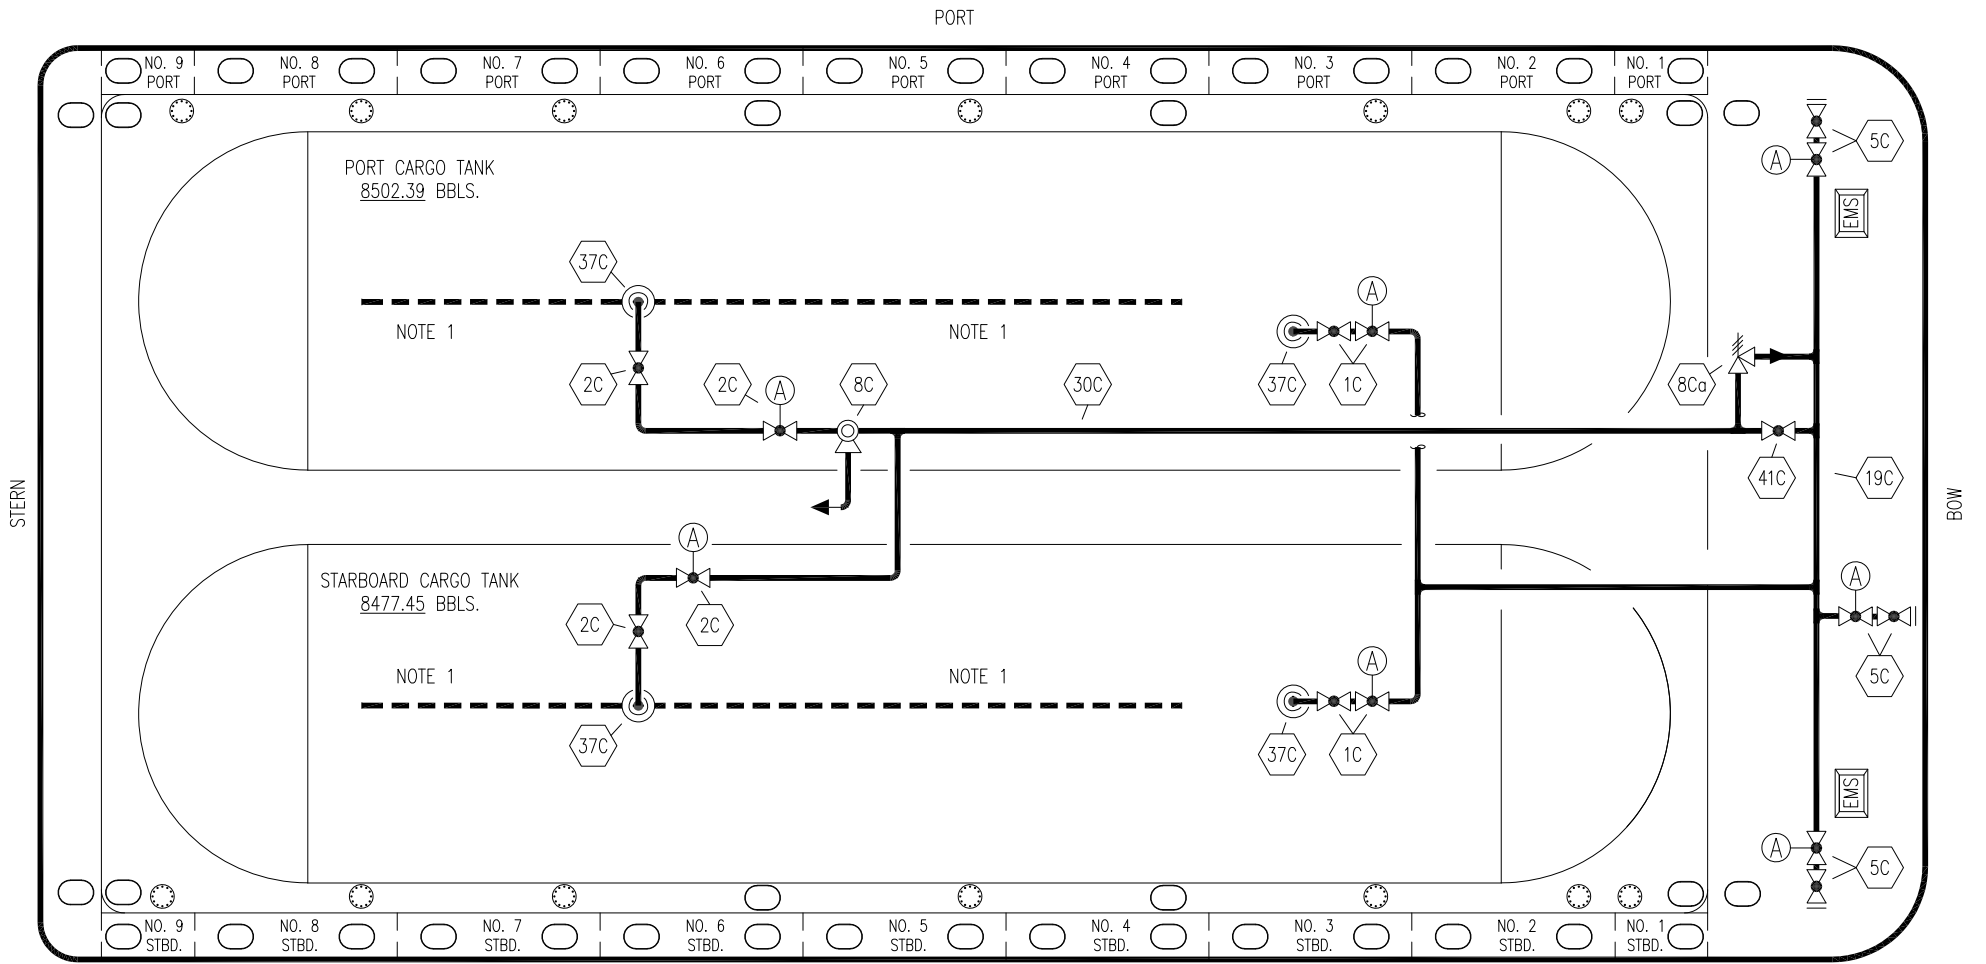 PORT
NO. 9
PORT
NO. 8
PORT
NO. 7
PORT
NO. 6
PORT
NO. 5
PORT
NO. 4
PORT
NO. 3
PORT
NO. 2
PORT
NO. 1
PORT
5C
A
EMS
PORT CARGO TANK
8502.39 BBLS.
37C
A
NOTE 1
NOTE 1
2C
2C
A
8C
30C
37C
1C
8Ca
41C
19C
STERN
BOW
A
A
STARBOARD CARGO TANK
8477.45 BBLS.
2C
2C
5C
NOTE 1
NOTE 1
A
37C
37C
1C
EMS
A
5C
NO. 9
STBD.
NO. 8
STBD.
NO. 7
STBD.
NO. 6
STBD.
NO. 5
STBD.
NO. 4
STBD.
NO. 3
STBD.
NO. 2
STBD.
NO. 1
STBD.